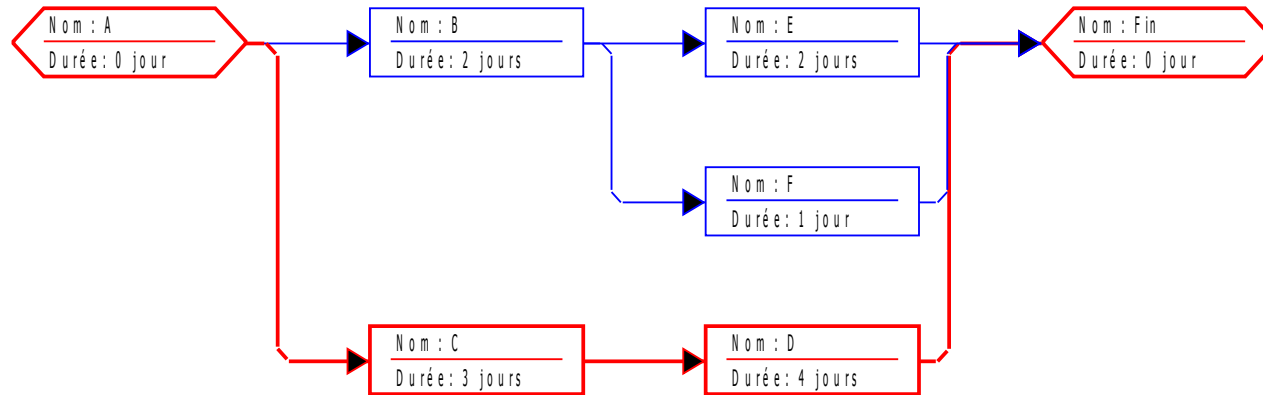 Nom : A
Durée: 0 jour
Nom : B
Durée: 2 jours
Nom : E
Durée: 2 jours
Nom : Fin
Durée: 0 jour
Nom : F
Durée: 1 jour
Nom : C
Durée: 3 jours
Nom : D
Durée: 4 jours